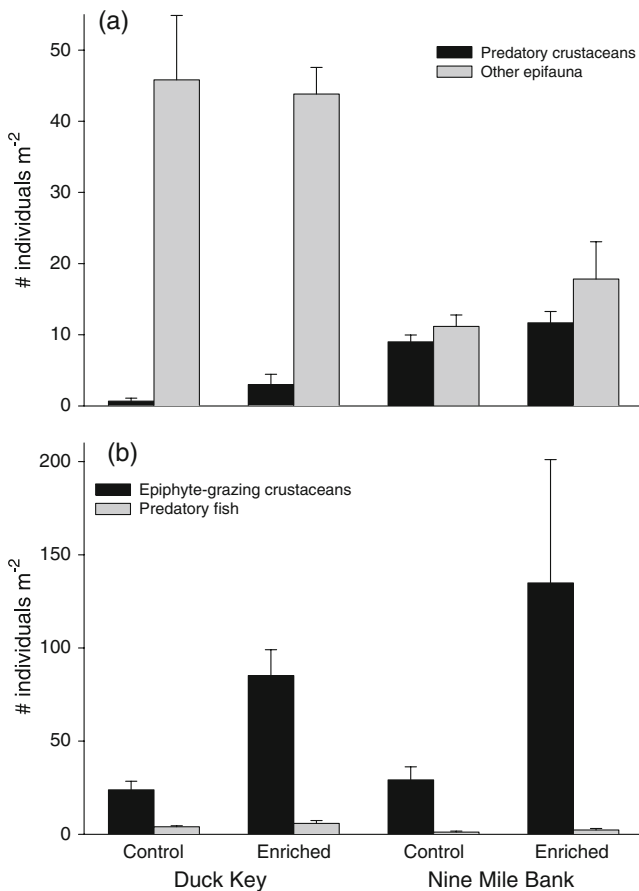 (a)
Predatory crustaceans
Other epifauna
# individuals m-2
50
40
30
20
10
0
(b)
Epiphyte-grazing crustaceans
Predatory fish
# individuals m-2
200
150
100
50
0
Control Enriched Control Enriched
Duck Key Nine Mile Bank